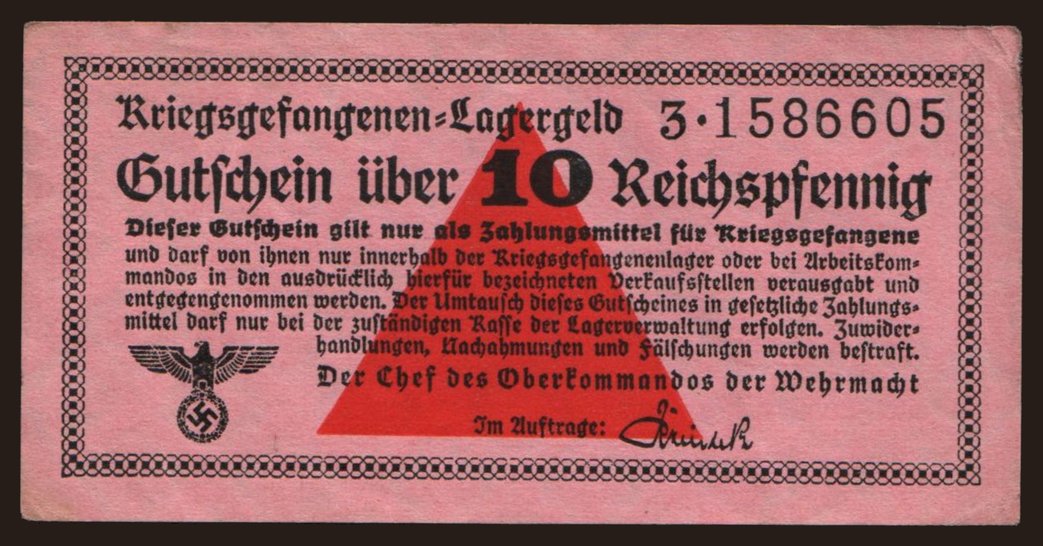 Kriegsgefangenen-Lagergeld 3·1586605
Gutschein über 10 Reichspfennig
Dieser Gutschein gilt nur als Zahlungsmittel für Kriegsgefangene
und darf von ihnen nur innerhalb der Kriegsgefangenenlager oder bei Arbeitskom-
mandos in den ausdrücklich hierfür bezeichneten Verkaufsstellen verausgabt und
entgegengenommen werden. Der Umtausch dieses Gutscheines in gesetzliche Zahlungs-
mittel darf nur bei der zuständigen Kasse der Lagerverwaltung erfolgen. Zuwider-
handlungen, Nachahmungen und Fälschungen werden bestraft.
Der Chef des Oberkommandos der Wehrmacht
Im Auftrage: